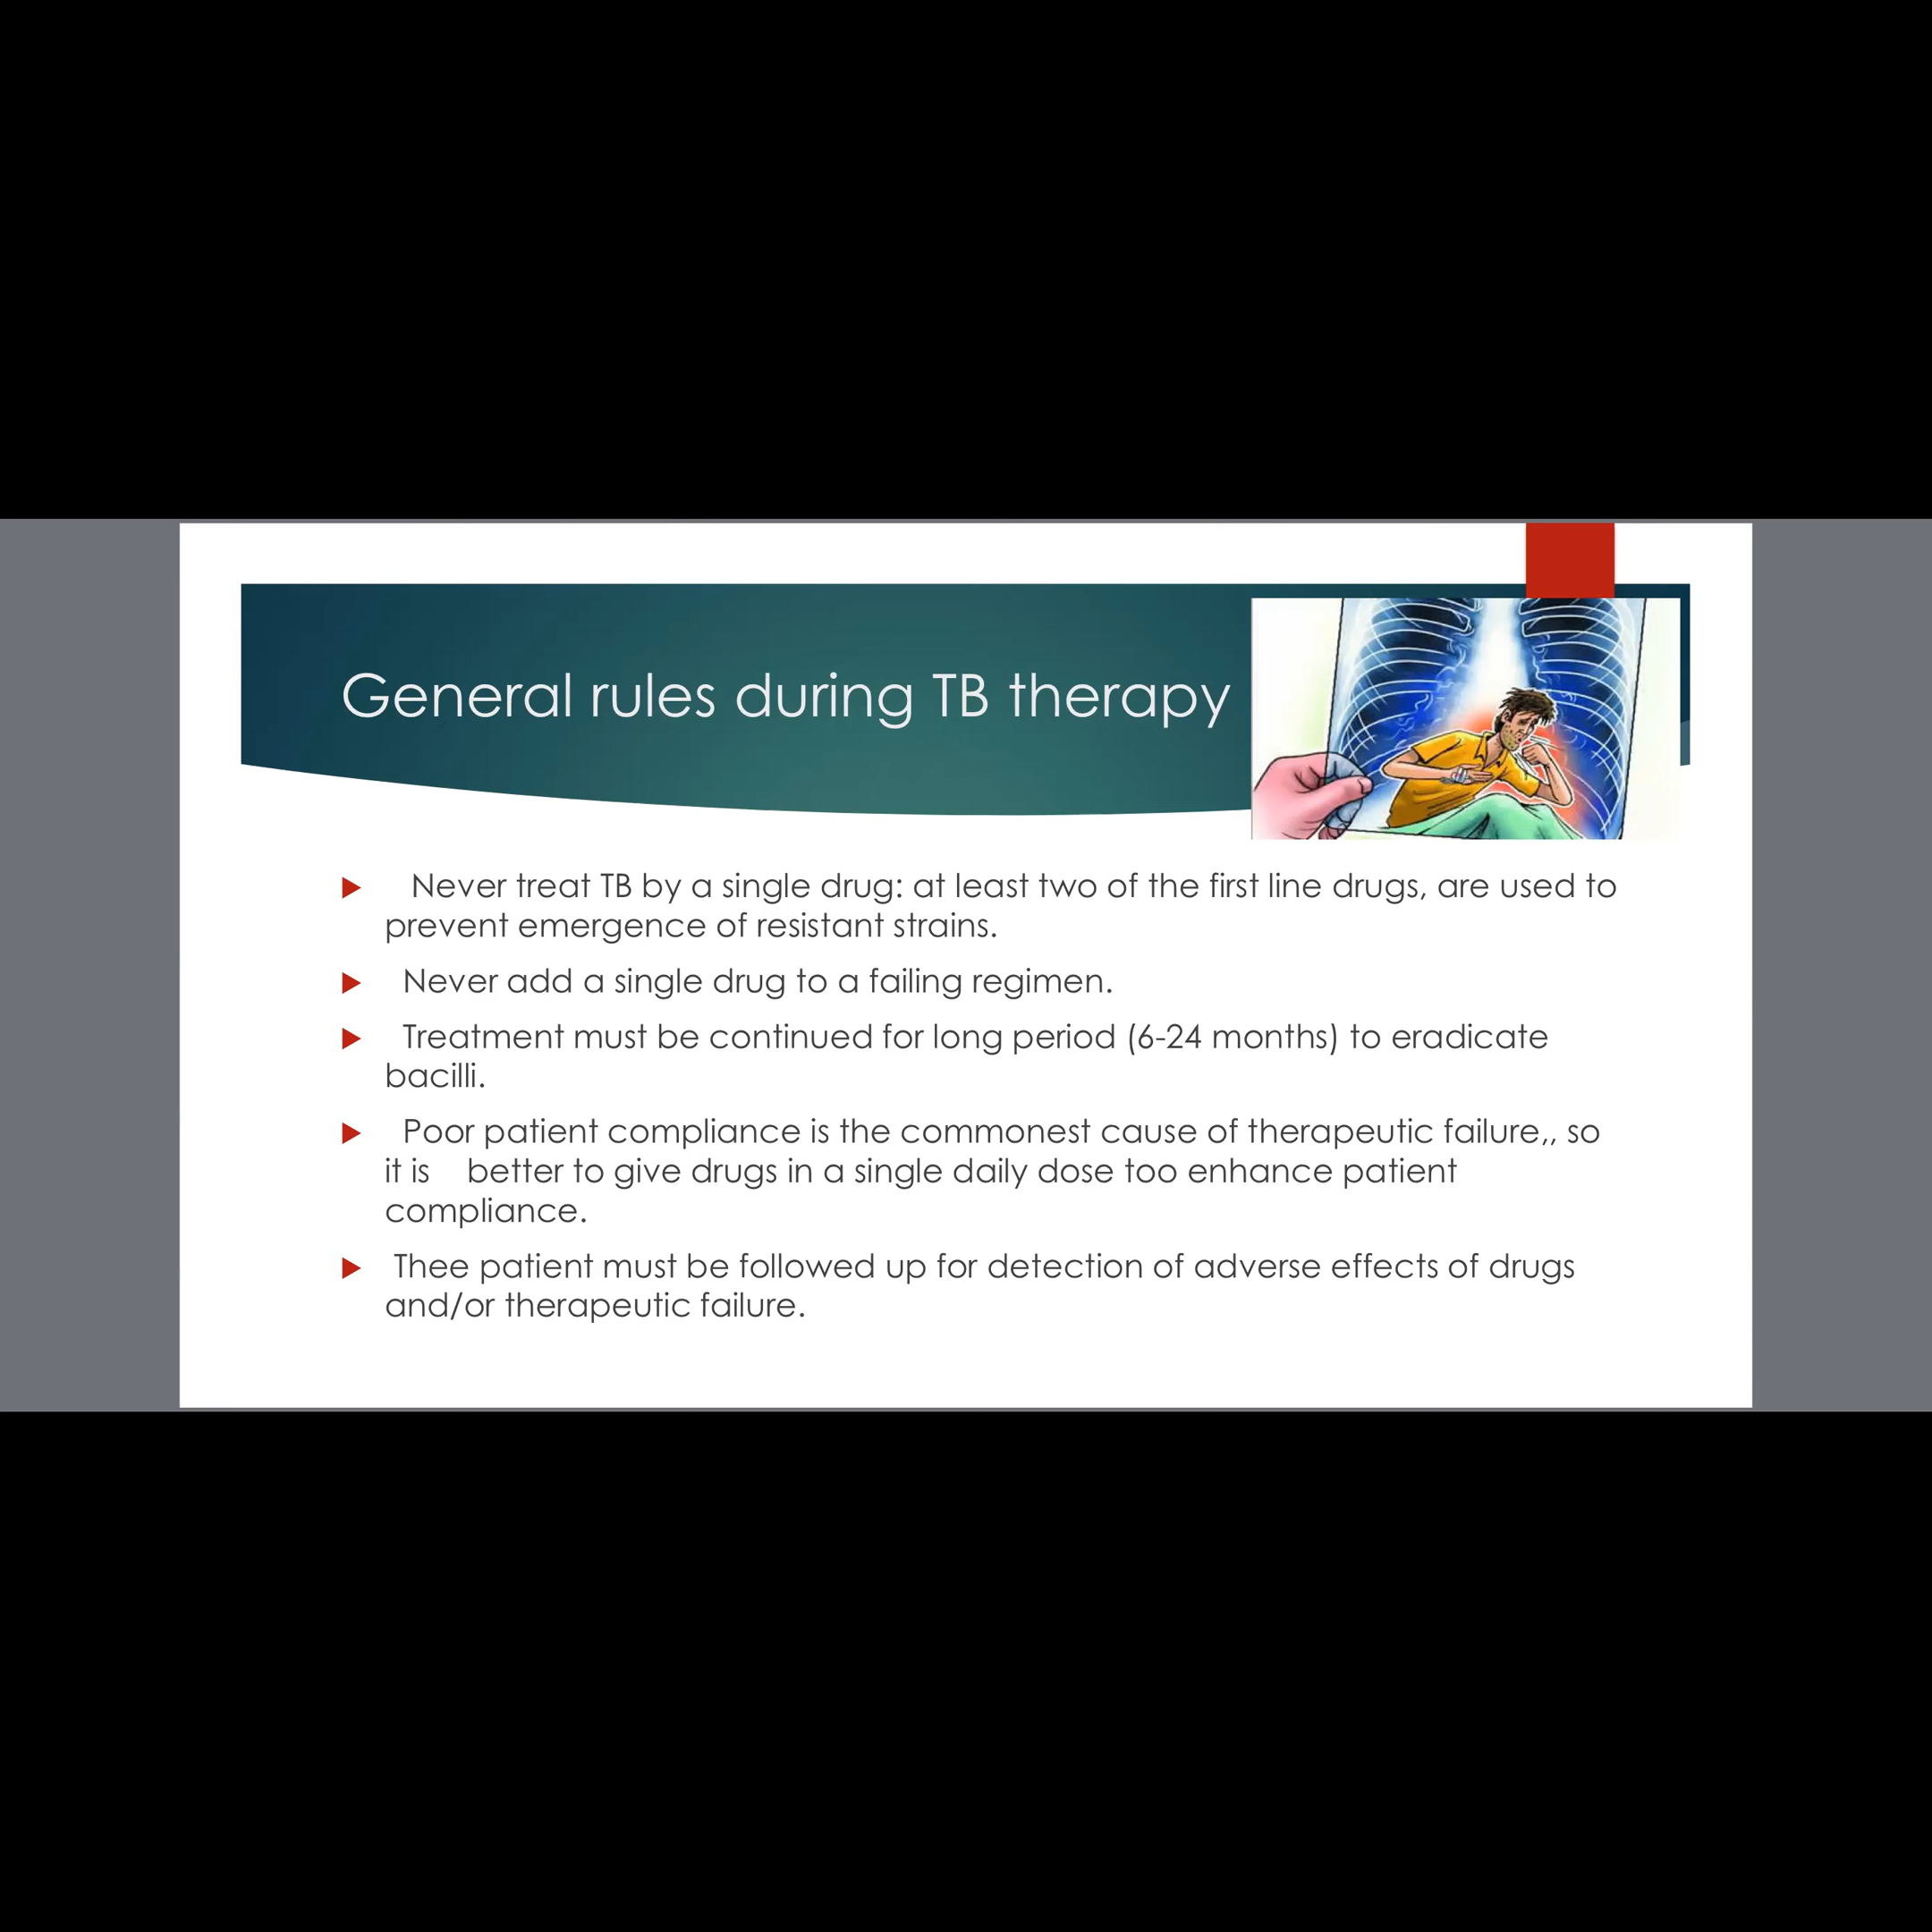 General rules during TB therapy
Never treat TB by a single drug: at least two of the first line drugs, are used to
prevent emergence of resistant strains.
Never add a single drug to a failing regimen.
Treatment must be continued for long period (6-24 months) to eradicate
bacilli.
Poor patient compliance is the commonest cause of therapeutic failure,, so
it is better to give drugs in a single daily dose too enhance patient
compliance.
Thee patient must be followed up for detection of adverse effects of drugs
and/or therapeutic failure.